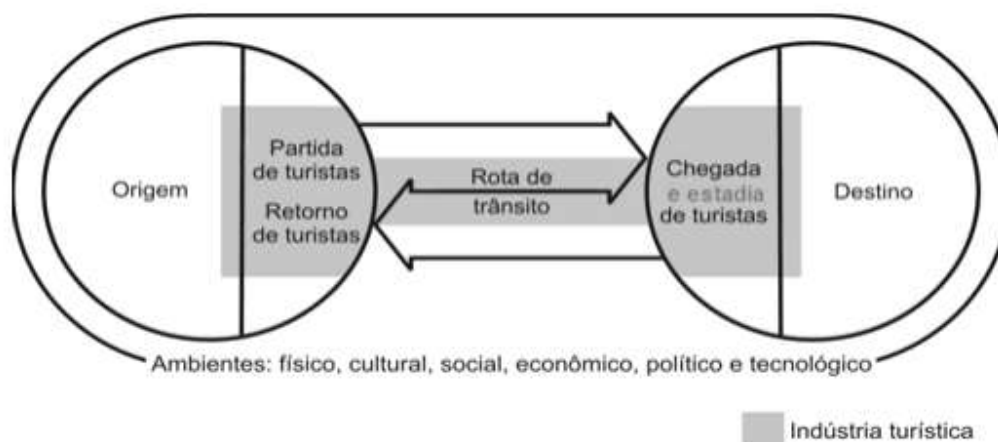 Origem
Partida
de turistas
Retorno
de turistas
Rota de
trânsito
Chegada
e estadia
de turistas
Destino
Ambientes: físico, cultural, social, econômico, político e tecnológico
Indústria turística